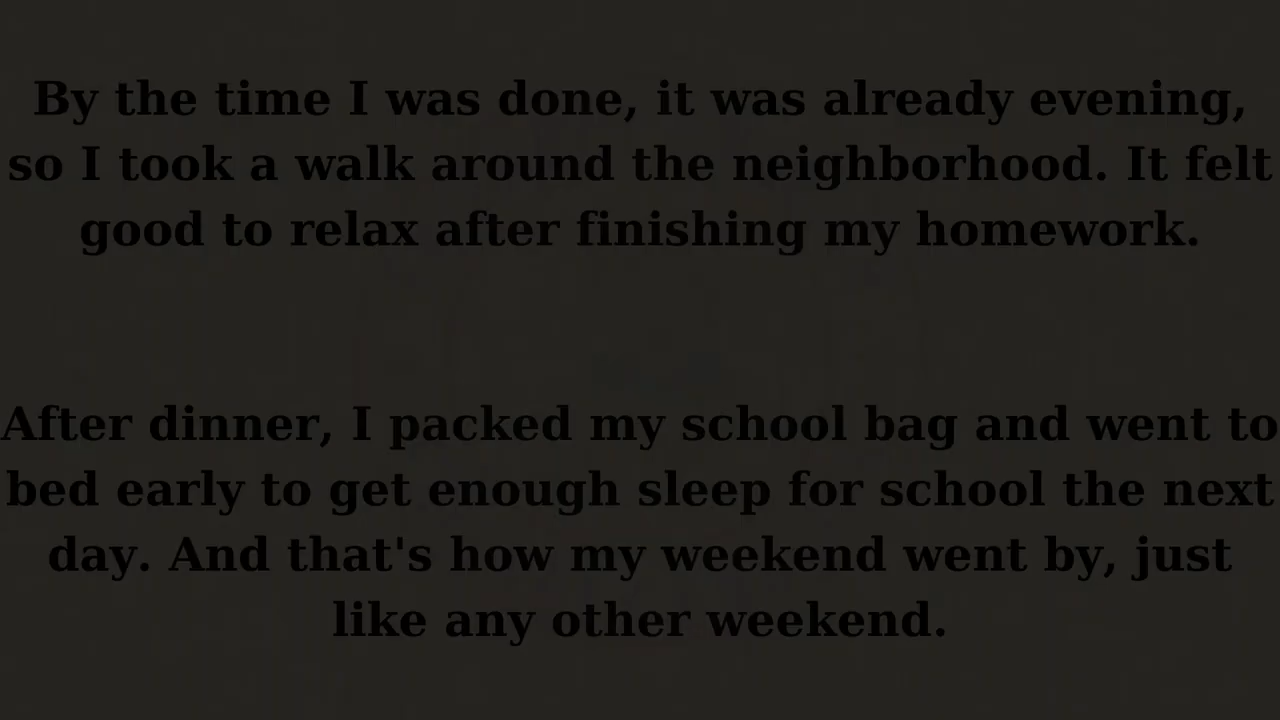 By the time I was done, it was already evening,
so I took a walk around the neighborhood. It felt
good to relax after finishing my homework.
After dinner, I packed my school bag and went to
bed early to get enough sleep for school the next
day. And that's how my weekend went by, just
like any other weekend.